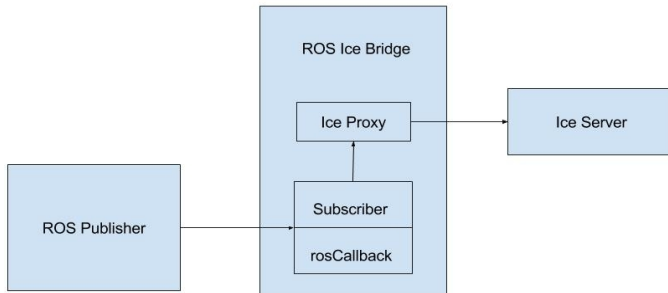 ROS Ice Bridge
Ice Proxy
Ice Server
Subscriber
ROS Publisher
rosCallback